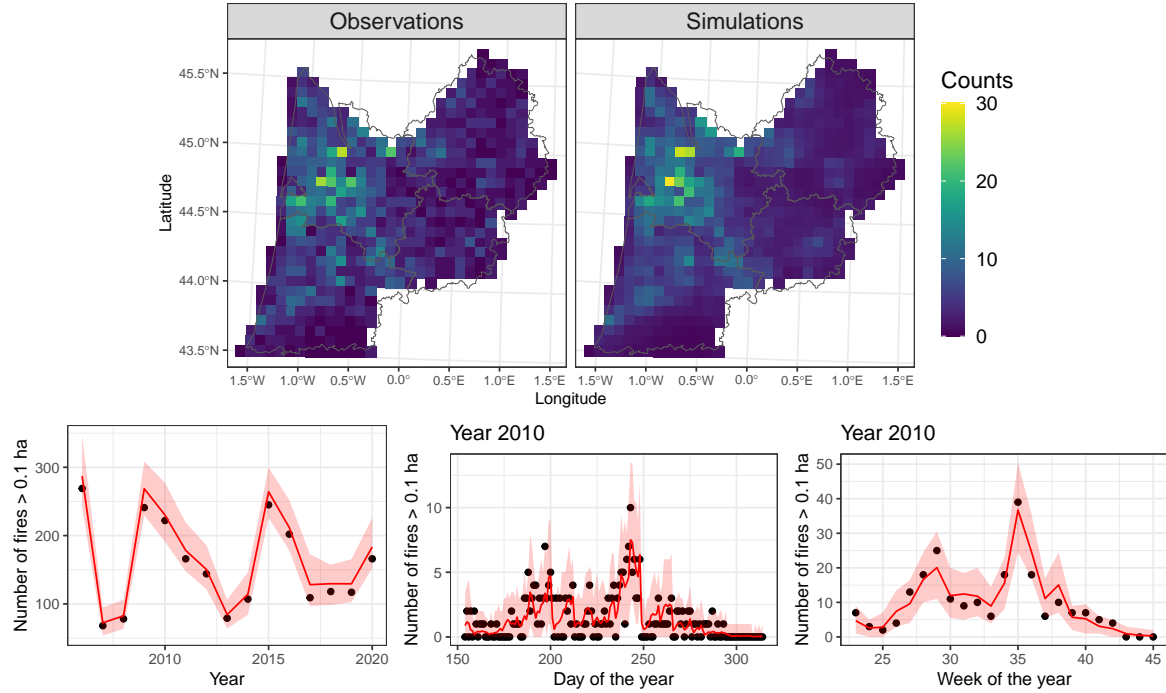 Observations
Simulations
45.5°N
45.0°N
44.5°N
44.0°N
43.5°N
Latitude
1.5°W
1.0°W
0.5°W
0.0°
0.5°E
1.0°E
1.5°E
1.5°W
1.0°W
0.5°W
0.0°
0.5°E
1.0°E
1.5°E
Longitude
Counts
30
20
10
0
Number of fires > 0.1 ha
300
200
100
2010
2015
2020
Year
Year 2010
Number of fires > 0.1 ha
10
5
0
150
200
250
300
Day of the year
Year 2010
Number of fires > 0.1 ha
50
40
30
20
10
0
25
30
35
40
45
Week of the year